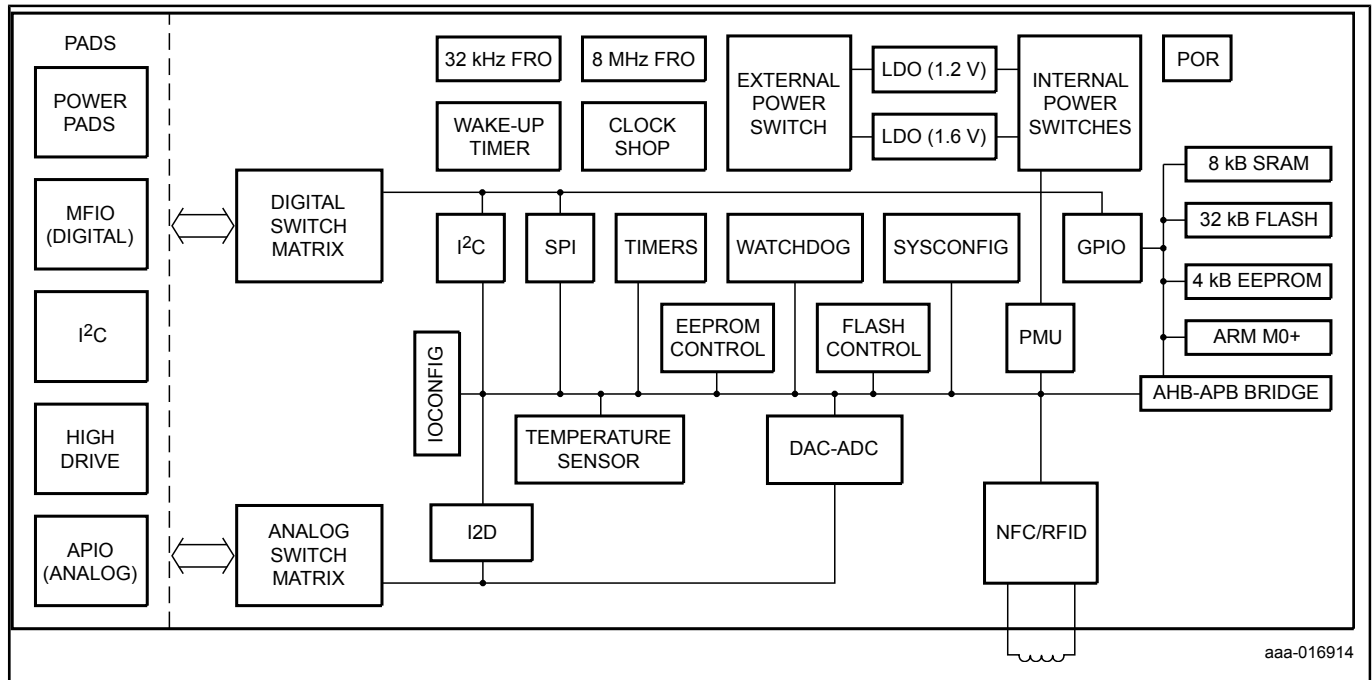 PADS
POWER
PADS
MFIO
(DIGITAL)
I²C
HIGH
DRIVE
APIO
(ANALOG)
DIGITAL
SWITCH
MATRIX
ANALOG
SWITCH
MATRIX
32 kHz FRO
8 MHz FRO
WAKE-UP
TIMER
CLOCK
SHOP
EXTERNAL
POWER
SWITCH
LDO (1.2 V)
LDO (1.6 V)
INTERNAL
POWER
SWITCHES
POR
8 kB SRAM
32 kB FLASH
4 kB EEPROM
ARM M0+
AHB-APB BRIDGE
I²C
SPI
TIMERS
WATCHDOG
SYSCONFIG
GPIO
IOCONFIG
EEPROM
CONTROL
FLASH
CONTROL
PMU
TEMPERATURE
SENSOR
DAC-ADC
I2D
NFC/RFID
aaa-016914